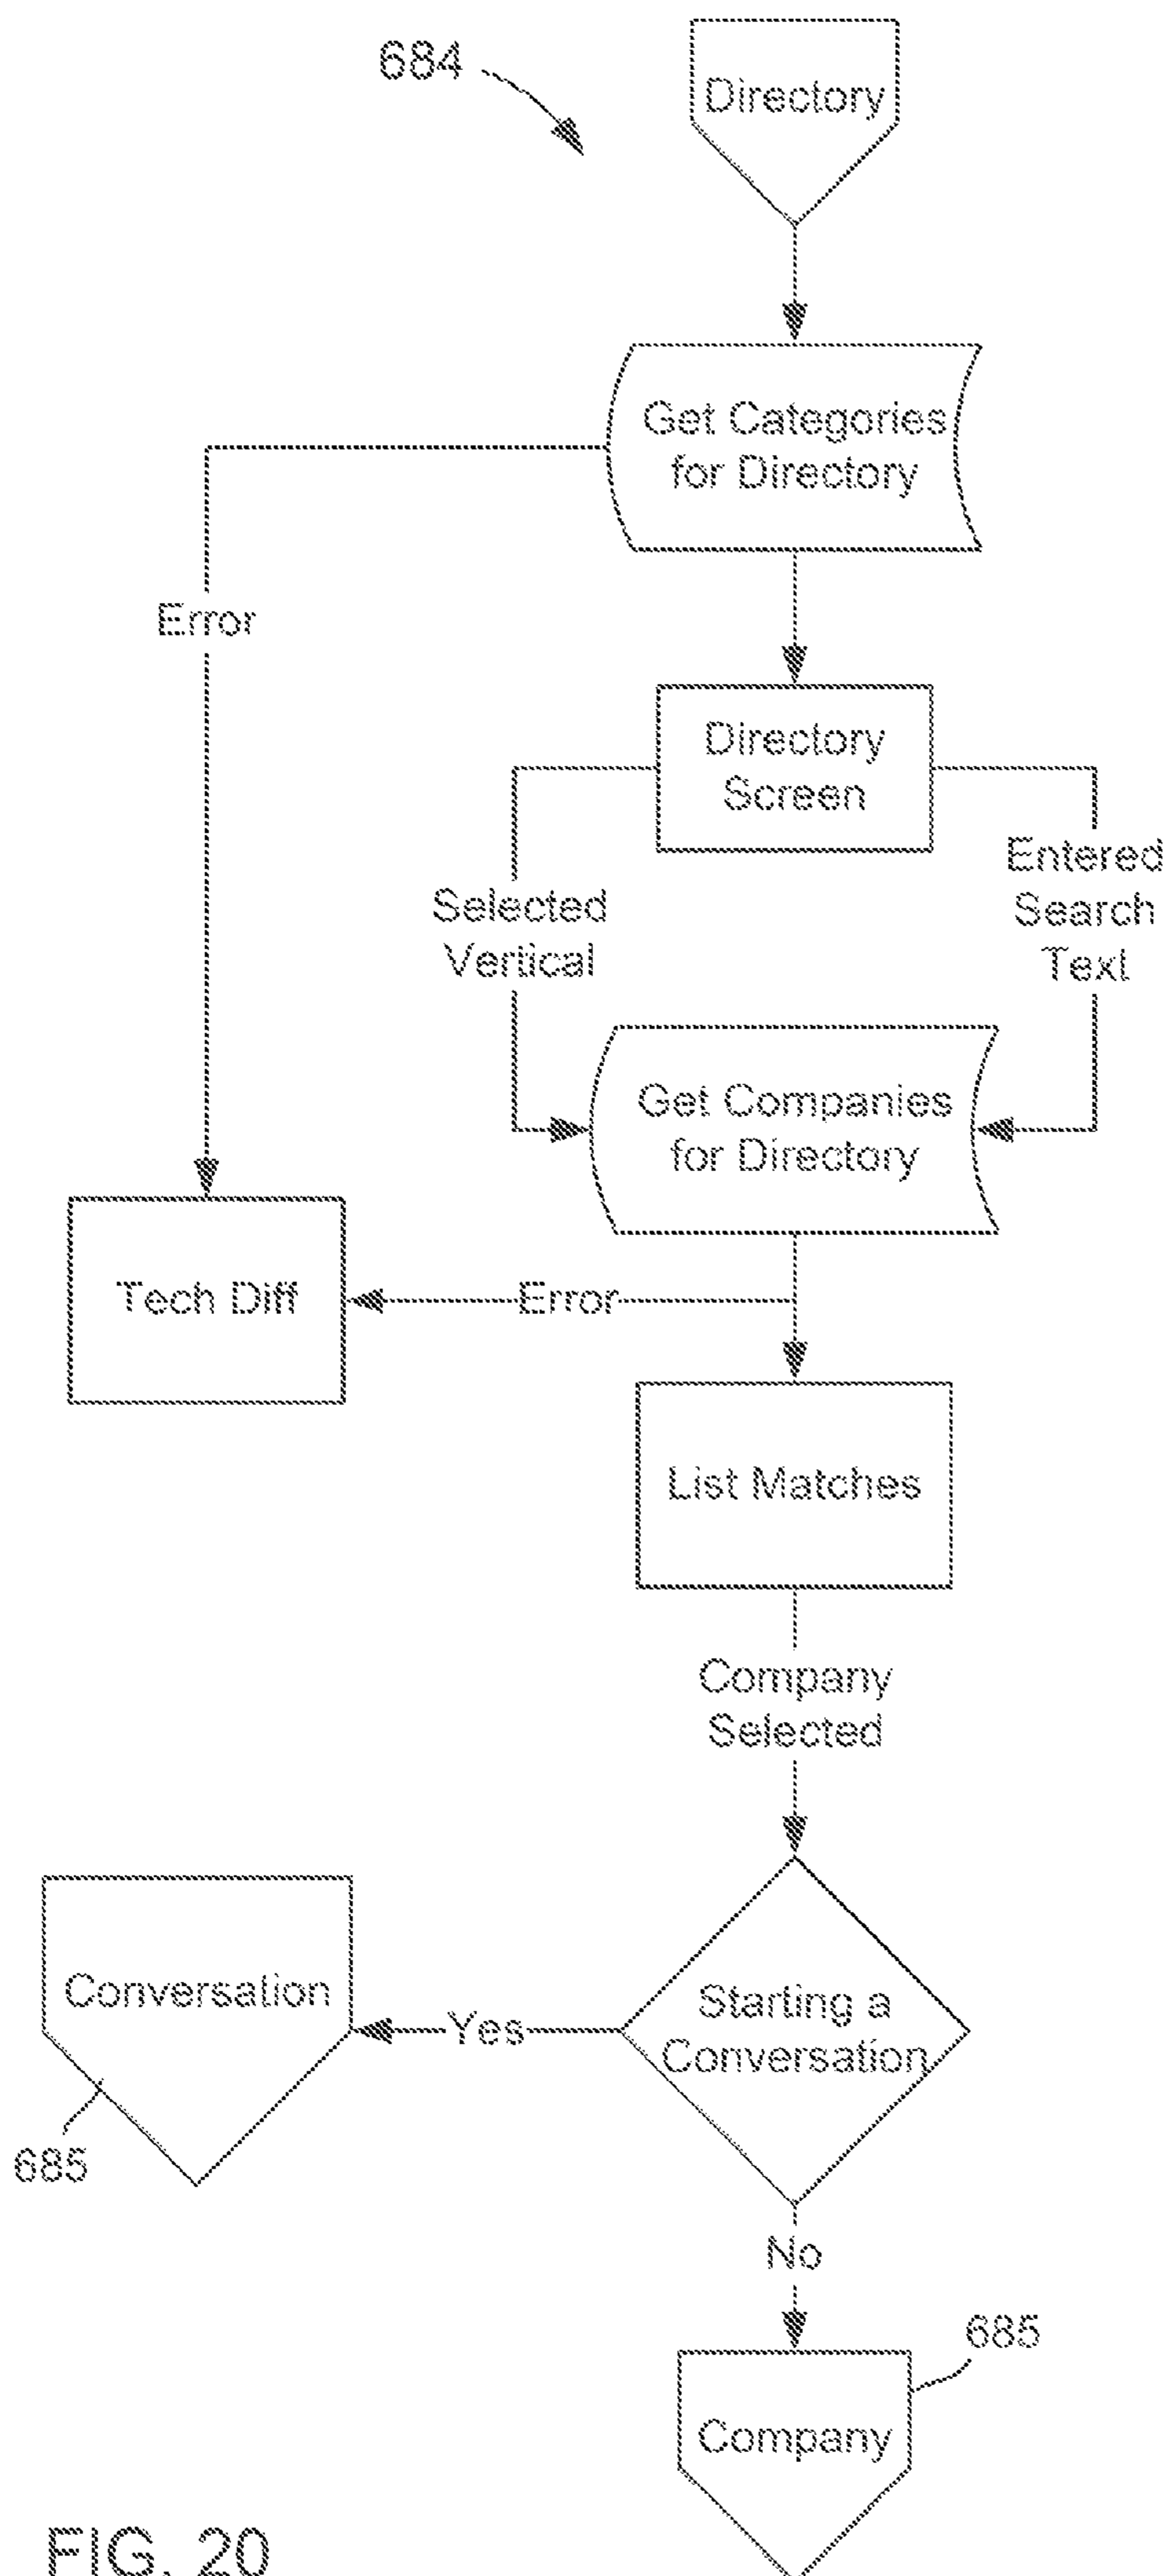 684
Directory
Get Categories
for Directory
Error
Directory
Screen
Selected
Vertical
Entered
Search
Text
Get Companies
for Directory
Tech Diff
Error
List Matches
Company
Selected
Conversation
Yes
Starting a
Conversation
685
No
685
Company
FIG. 20